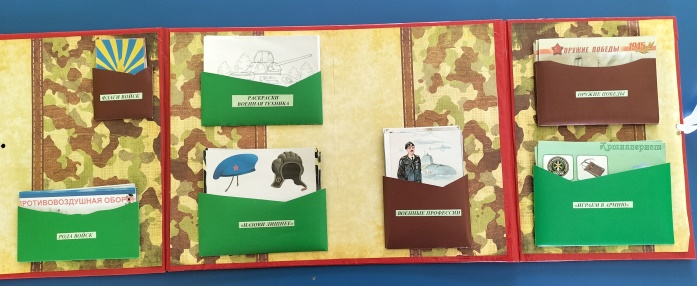 ФЛАГИ ВОЙСК
ПРОТИВОВОЗДУШНАЯ ОБОРО
РОДА ВОЙСК
РАСКРАСКИ
ВОЕННАЯ ТЕХНИКА
«НАЗОВИ ЛИШНЕЕ»
ВОЕННЫЕ ПРОФЕССИИ
ОРУЖИЕ ПОБЕДЫ
1945
ОРУЖИЕ ПОБЕДЫ
«ИГРАЕМ В АРМИЮ»